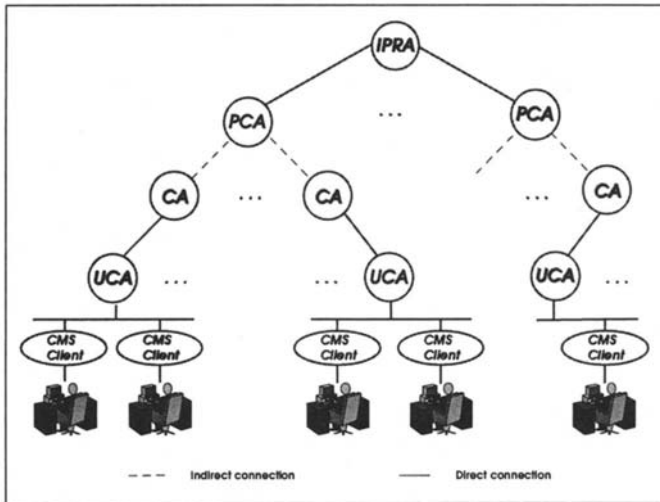 IPRA
PCA
...
PCA
CA
...
CA
...
CA
UCA
...
...
UCA
...
UCA
...
CMS
Client
CMS
Client
CMS
Client
CMS
Client
CMS
Client
Indirect connection
Direct connection